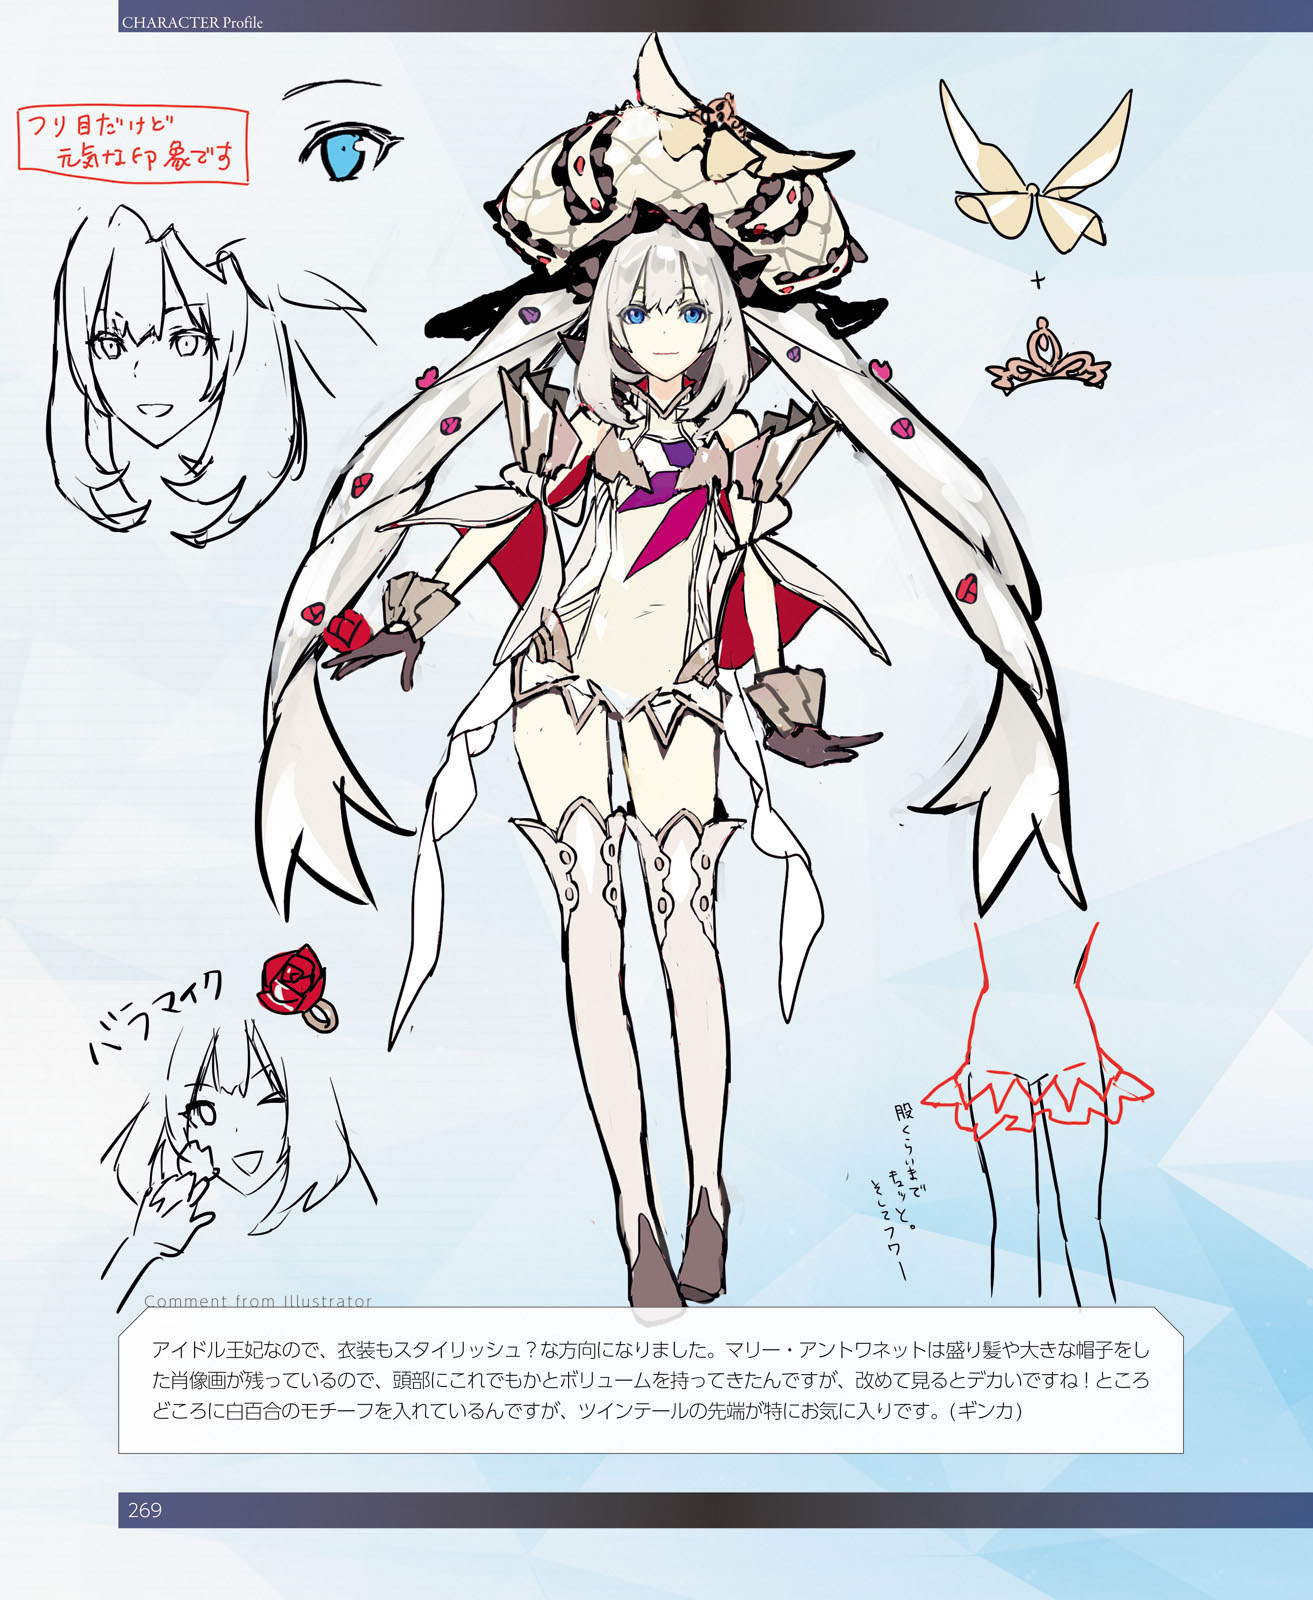 CHARACTER Profile
フリ目だけど
元気な印象です
+
バラマイク
股くらいまで
キュッと。
そしてフワー
Comment from Illustrator
アイドル王妃なので、衣装もスタイリッシュ？な方向になりました。マリー・アントワネットは盛り髪や大きな帽子をし
た肖像画が残っているので、頭部にこれでもかとボリュームを持ってきたんですが、改めて見るとデカいですね！ところ
どころに白百合のモチーフを入れているんですが、ツインテールの先端が特にお気に入りです。(ギンカ)
269